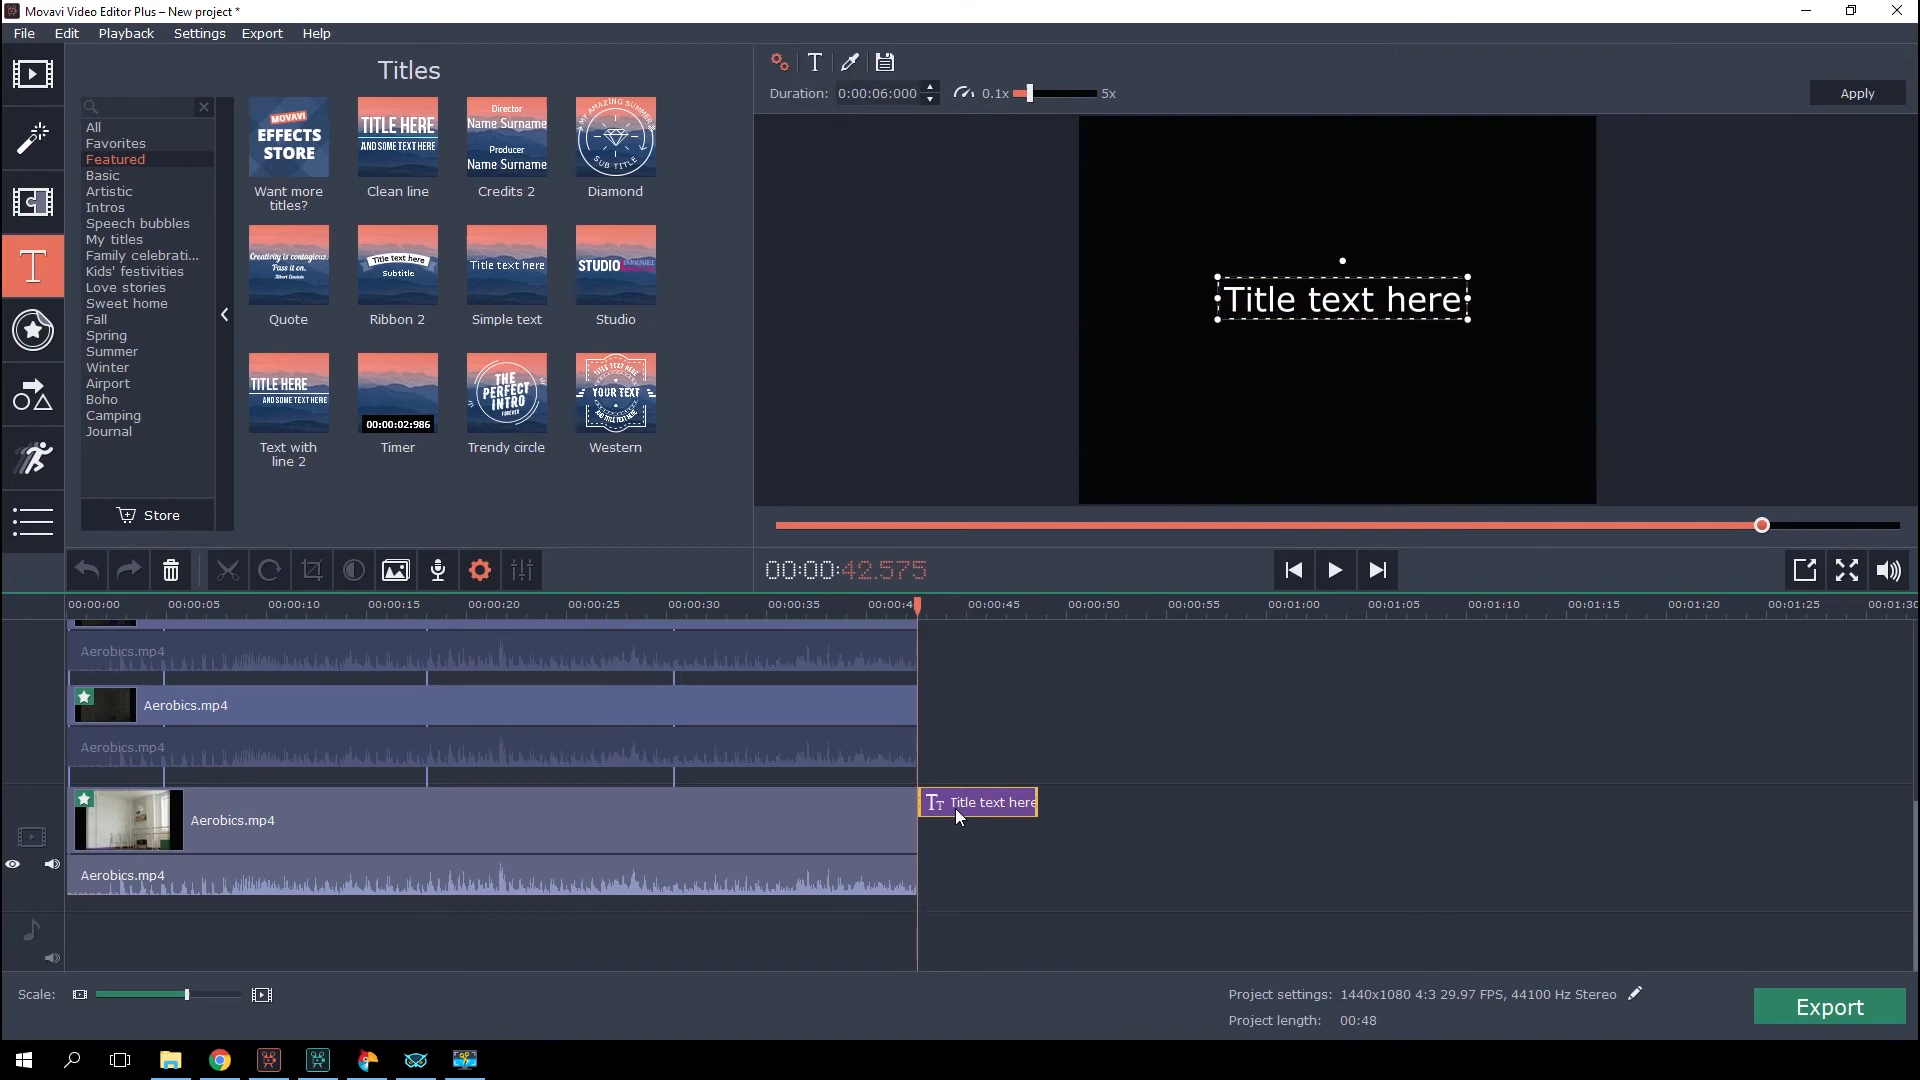 Movavi Video Editor Plus – New project *
File Edit Playback Settings Export Help
Titles
All
Favorites
Featured
Basic
Artistic
Intros
Speech bubbles
My titles
Family celebrati...
Kids' festivities
Love stories
Sweet home
Fall
Spring
Summer
Winter
Airport
Boho
Camping
Journal
Store
MOVAVI
EFFECTS
STORE
Want more
titles?
TITLE HERE
AND SOME TEXT HERE
Clean line
Director
Name Surname
Producer
Name Surname
Credits 2
MY AMAZING SUMMER
SUB TITLE
Diamond
Creativity is contagious.
Pass it on.
Albert Einstein
Quote
Title text here
Subtitle
Ribbon 2
Title text here
Simple text
STUDIO
Studio
TITLE HERE
AND SOME TEXT HERE
Text with
line 2
00:00:02:986
Timer
THE
PERFECT
INTRO
FOREVER
Trendy circle
TITLE TEXT HERE
YOUR TEXT
AND TITLE TEXT HERE
Western
Duration: 0:00:06:000 0.1x 5x
Apply
Title text here
00:00:42.575
00:00:00 00:00:05 00:00:10 00:00:15 00:00:20 00:00:25 00:00:30 00:00:35 00:00:4 00:00:45 00:00:50 00:00:55 00:01:00 00:01:05 00:01:10 00:01:15 00:01:20 00:01:25 00:01:30
Aerobics.mp4
Aerobics.mp4
Aerobics.mp4
Title text here
Aerobics.mp4
Aerobics.mp4
Scale:
Project settings: 1440x1080 4:3 29.97 FPS, 44100 Hz Stereo
Project length: 00:48
Export